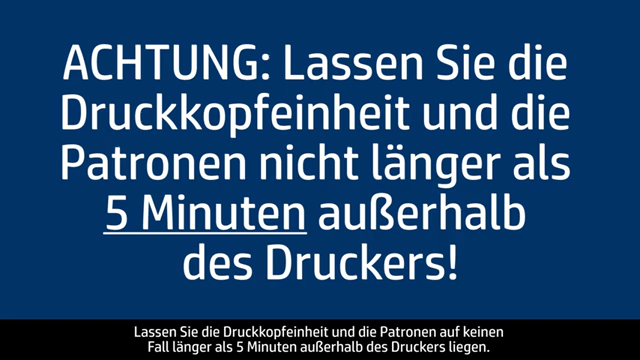 ACHTUNG: Lassen Sie die
Druckkopfeinheit und die
Patronen nicht länger als
5 Minuten außerhalb
des Druckers!
Lassen Sie die Druckkopfeinheit und die Patronen auf keinen
Fall länger als 5 Minuten außerhalb des Druckers liegen.